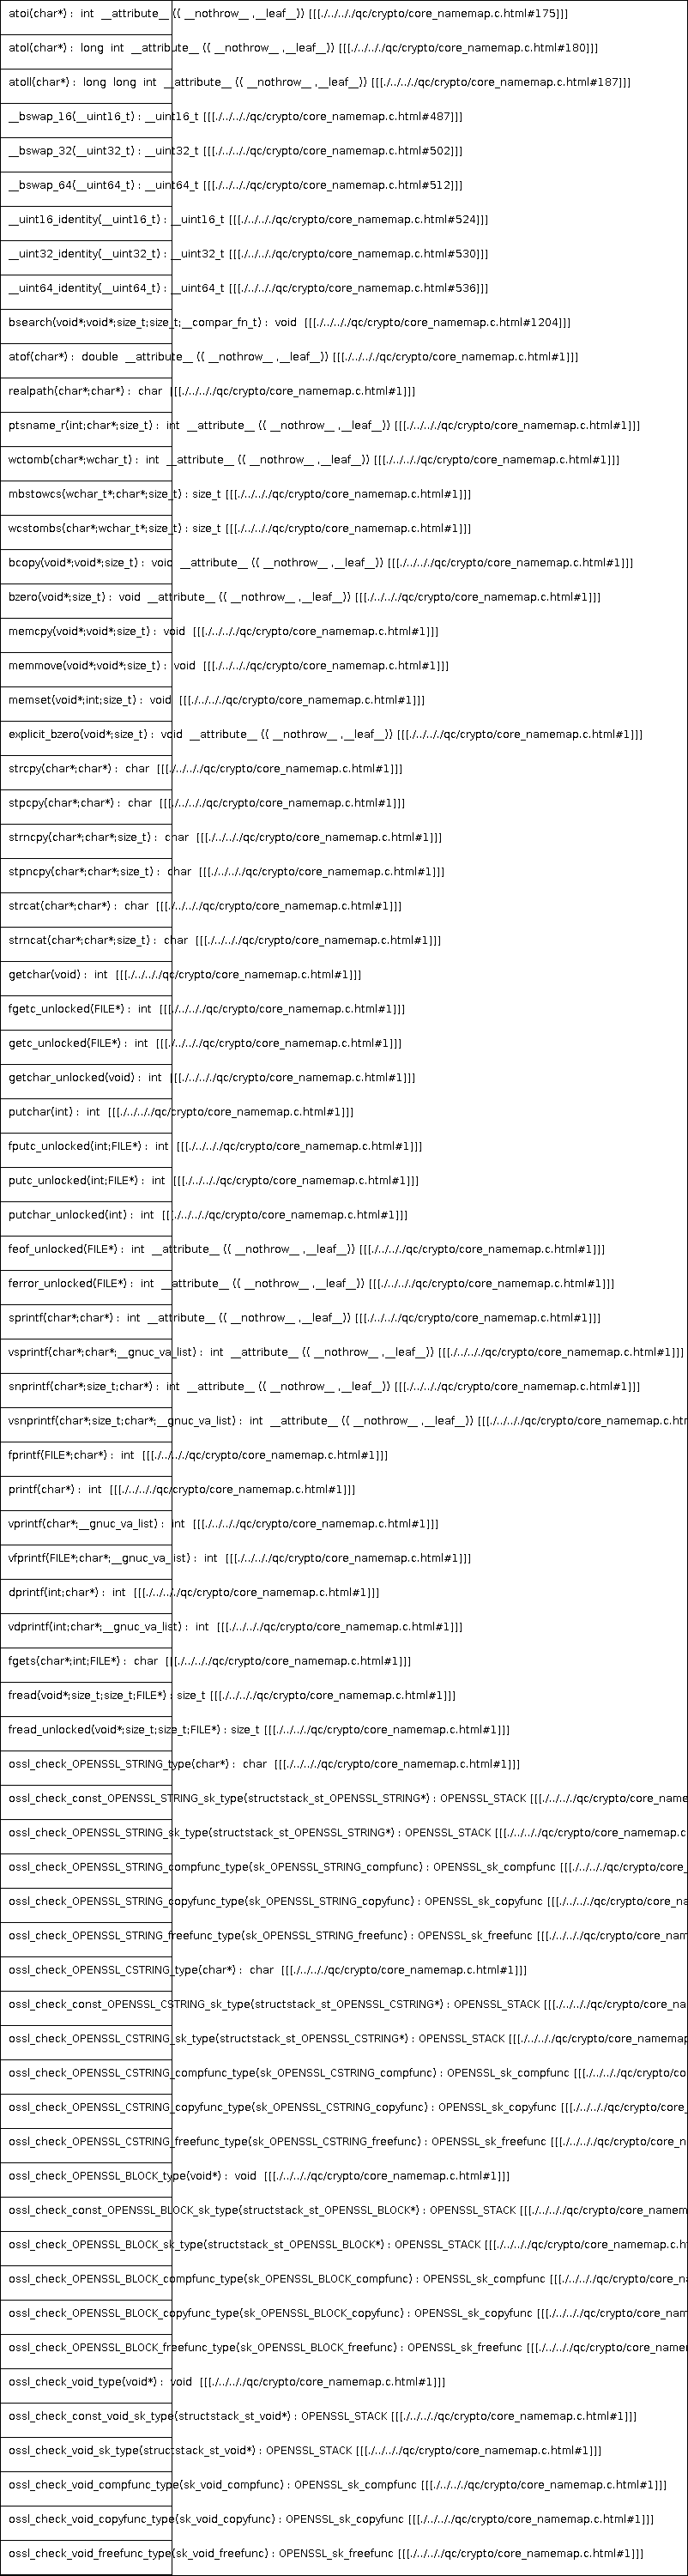 atoi(char*) :  int  __attribute__ (( __nothrow__ ,__leaf__)) [[[./../.././qc/crypto/core_namemap.c.html#175]]]
atol(char*) :  long  int  __attribute__ (( __nothrow__ ,__leaf__)) [[[./../.././qc/crypto/core_namemap.c.html#180]]]
atoll(char*) :  long  long  int  __attribute__ (( __nothrow__ ,__leaf__)) [[[./../.././qc/crypto/core_namemap.c.html#187]]]
__bswap_16(__uint16_t) : __uint16_t [[[./../.././qc/crypto/core_namemap.c.html#487]]]
__bswap_32(__uint32_t) : __uint32_t [[[./../.././qc/crypto/core_namemap.c.html#502]]]
__bswap_64(__uint64_t) : __uint64_t [[[./../.././qc/crypto/core_namemap.c.html#512]]]
__uint16_identity(__uint16_t) : __uint16_t [[[./../.././qc/crypto/core_namemap.c.html#524]]]
__uint32_identity(__uint32_t) : __uint32_t [[[./../.././qc/crypto/core_namemap.c.html#530]]]
__uint64_identity(__uint64_t) : __uint64_t [[[./../.././qc/crypto/core_namemap.c.html#536]]]
bsearch(void*;void*;size_t;size_t;__compar_fn_t) :  void  [[[./../.././qc/crypto/core_namemap.c.html#1204]]]
atof(char*) :  double  __attribute__ (( __nothrow__ ,__leaf__)) [[[./../.././qc/crypto/core_namemap.c.html#1]]]
realpath(char*;char*) :  char  [[[./../.././qc/crypto/core_namemap.c.html#1]]]
ptsname_r(int;char*;size_t) :  int  __attribute__ (( __nothrow__ ,__leaf__)) [[[./../.././qc/crypto/core_namemap.c.html#1]]]
wctomb(char*;wchar_t) :  int  __attribute__ (( __nothrow__ ,__leaf__)) [[[./../.././qc/crypto/core_namemap.c.html#1]]]
mbstowcs(wchar_t*;char*;size_t) : size_t [[[./../.././qc/crypto/core_namemap.c.html#1]]]
wcstombs(char*;wchar_t*;size_t) : size_t [[[./../.././qc/crypto/core_namemap.c.html#1]]]
bcopy(void*;void*;size_t) :  void  __attribute__ (( __nothrow__ ,__leaf__)) [[[./../.././qc/crypto/core_namemap.c.html#1]]]
bzero(void*;size_t) :  void  __attribute__ (( __nothrow__ ,__leaf__)) [[[./../.././qc/crypto/core_namemap.c.html#1]]]
memcpy(void*;void*;size_t) :  void  [[[./../.././qc/crypto/core_namemap.c.html#1]]]
memmove(void*;void*;size_t) :  void  [[[./../.././qc/crypto/core_namemap.c.html#1]]]
memset(void*;int;size_t) :  void  [[[./../.././qc/crypto/core_namemap.c.html#1]]]
explicit_bzero(void*;size_t) :  void  __attribute__ (( __nothrow__ ,__leaf__)) [[[./../.././qc/crypto/core_namemap.c.html#1]]]
strcpy(char*;char*) :  char  [[[./../.././qc/crypto/core_namemap.c.html#1]]]
stpcpy(char*;char*) :  char  [[[./../.././qc/crypto/core_namemap.c.html#1]]]
strncpy(char*;char*;size_t) :  char  [[[./../.././qc/crypto/core_namemap.c.html#1]]]
stpncpy(char*;char*;size_t) :  char  [[[./../.././qc/crypto/core_namemap.c.html#1]]]
strcat(char*;char*) :  char  [[[./../.././qc/crypto/core_namemap.c.html#1]]]
strncat(char*;char*;size_t) :  char  [[[./../.././qc/crypto/core_namemap.c.html#1]]]
getchar(void) :  int  [[[./../.././qc/crypto/core_namemap.c.html#1]]]
fgetc_unlocked(FILE*) :  int  [[[./../.././qc/crypto/core_namemap.c.html#1]]]
getc_unlocked(FILE*) :  int  [[[./../.././qc/crypto/core_namemap.c.html#1]]]
getchar_unlocked(void) :  int  [[[./../.././qc/crypto/core_namemap.c.html#1]]]
putchar(int) :  int  [[[./../.././qc/crypto/core_namemap.c.html#1]]]
fputc_unlocked(int;FILE*) :  int  [[[./../.././qc/crypto/core_namemap.c.html#1]]]
putc_unlocked(int;FILE*) :  int  [[[./../.././qc/crypto/core_namemap.c.html#1]]]
putchar_unlocked(int) :  int  [[[./../.././qc/crypto/core_namemap.c.html#1]]]
feof_unlocked(FILE*) :  int  __attribute__ (( __nothrow__ ,__leaf__)) [[[./../.././qc/crypto/core_namemap.c.html#1]]]
ferror_unlocked(FILE*) :  int  __attribute__ (( __nothrow__ ,__leaf__)) [[[./../.././qc/crypto/core_namemap.c.html#1]]]
sprintf(char*;char*) :  int  __attribute__ (( __nothrow__ ,__leaf__)) [[[./../.././qc/crypto/core_namemap.c.html#1]]]
vsprintf(char*;char*;__gnuc_va_list) :  int  __attribute__ (( __nothrow__ ,__leaf__)) [[[./../.././qc/crypto/core_namemap.c.html#1]]]
snprintf(char*;size_t;char*) :  int  __attribute__ (( __nothrow__ ,__leaf__)) [[[./../.././qc/crypto/core_namemap.c.html#1]]]
vsnprintf(char*;size_t;char*;__gnuc_va_list) :  int  __attribute__ (( __nothrow__ ,__leaf__)) [[[./../.././qc/crypto/core_namemap.c.htm
fprintf(FILE*;char*) :  int  [[[./../.././qc/crypto/core_namemap.c.html#1]]]
printf(char*) :  int  [[[./../.././qc/crypto/core_namemap.c.html#1]]]
vprintf(char*;__gnuc_va_list) :  int  [[[./../.././qc/crypto/core_namemap.c.html#1]]]
vfprintf(FILE*;char*;__gnuc_va_list) :  int  [[[./../.././qc/crypto/core_namemap.c.html#1]]]
dprintf(int;char*) :  int  [[[./../.././qc/crypto/core_namemap.c.html#1]]]
vdprintf(int;char*;__gnuc_va_list) :  int  [[[./../.././qc/crypto/core_namemap.c.html#1]]]
fgets(char*;int;FILE*) :  char  [[[./../.././qc/crypto/core_namemap.c.html#1]]]
fread(void*;size_t;size_t;FILE*) : size_t [[[./../.././qc/crypto/core_namemap.c.html#1]]]
fread_unlocked(void*;size_t;size_t;FILE*) : size_t [[[./../.././qc/crypto/core_namemap.c.html#1]]]
ossl_check_OPENSSL_STRING_type(char*) :  char  [[[./../.././qc/crypto/core_namemap.c.html#1]]]
ossl_check_const_OPENSSL_STRING_sk_type(structstack_st_OPENSSL_STRING*) : OPENSSL_STACK [[[./../.././qc/crypto/core_name
ossl_check_OPENSSL_STRING_sk_type(structstack_st_OPENSSL_STRING*) : OPENSSL_STACK [[[./../.././qc/crypto/core_namemap.c
ossl_check_OPENSSL_STRING_compfunc_type(sk_OPENSSL_STRING_compfunc) : OPENSSL_sk_compfunc [[[./../.././qc/crypto/core_
ossl_check_OPENSSL_STRING_copyfunc_type(sk_OPENSSL_STRING_copyfunc) : OPENSSL_sk_copyfunc [[[./../.././qc/crypto/core_na
ossl_check_OPENSSL_STRING_freefunc_type(sk_OPENSSL_STRING_freefunc) : OPENSSL_sk_freefunc [[[./../.././qc/crypto/core_nam
ossl_check_OPENSSL_CSTRING_type(char*) :  char  [[[./../.././qc/crypto/core_namemap.c.html#1]]]
ossl_check_const_OPENSSL_CSTRING_sk_type(structstack_st_OPENSSL_CSTRING*) : OPENSSL_STACK [[[./../.././qc/crypto/core_na
ossl_check_OPENSSL_CSTRING_sk_type(structstack_st_OPENSSL_CSTRING*) : OPENSSL_STACK [[[./../.././qc/crypto/core_namemap
ossl_check_OPENSSL_CSTRING_compfunc_type(sk_OPENSSL_CSTRING_compfunc) : OPENSSL_sk_compfunc [[[./../.././qc/crypto/co
ossl_check_OPENSSL_CSTRING_copyfunc_type(sk_OPENSSL_CSTRING_copyfunc) : OPENSSL_sk_copyfunc [[[./../.././qc/crypto/core_
ossl_check_OPENSSL_CSTRING_freefunc_type(sk_OPENSSL_CSTRING_freefunc) : OPENSSL_sk_freefunc [[[./../.././qc/crypto/core_n
ossl_check_OPENSSL_BLOCK_type(void*) :  void  [[[./../.././qc/crypto/core_namemap.c.html#1]]]
ossl_check_const_OPENSSL_BLOCK_sk_type(structstack_st_OPENSSL_BLOCK*) : OPENSSL_STACK [[[./../.././qc/crypto/core_namem
ossl_check_OPENSSL_BLOCK_sk_type(structstack_st_OPENSSL_BLOCK*) : OPENSSL_STACK [[[./../.././qc/crypto/core_namemap.c.h
ossl_check_OPENSSL_BLOCK_compfunc_type(sk_OPENSSL_BLOCK_compfunc) : OPENSSL_sk_compfunc [[[./../.././qc/crypto/core_n
ossl_check_OPENSSL_BLOCK_copyfunc_type(sk_OPENSSL_BLOCK_copyfunc) : OPENSSL_sk_copyfunc [[[./../.././qc/crypto/core_nam
ossl_check_OPENSSL_BLOCK_freefunc_type(sk_OPENSSL_BLOCK_freefunc) : OPENSSL_sk_freefunc [[[./../.././qc/crypto/core_name
ossl_check_void_type(void*) :  void  [[[./../.././qc/crypto/core_namemap.c.html#1]]]
ossl_check_const_void_sk_type(structstack_st_void*) : OPENSSL_STACK [[[./../.././qc/crypto/core_namemap.c.html#1]]]
ossl_check_void_sk_type(structstack_st_void*) : OPENSSL_STACK [[[./../.././qc/crypto/core_namemap.c.html#1]]]
ossl_check_void_compfunc_type(sk_void_compfunc) : OPENSSL_sk_compfunc [[[./../.././qc/crypto/core_namemap.c.html#1]]]
ossl_check_void_copyfunc_type(sk_void_copyfunc) : OPENSSL_sk_copyfunc [[[./../.././qc/crypto/core_namemap.c.html#1]]]
ossl_check_void_freefunc_type(sk_void_freefunc) : OPENSSL_sk_freefunc [[[./../.././qc/crypto/core_namemap.c.html#1]]]